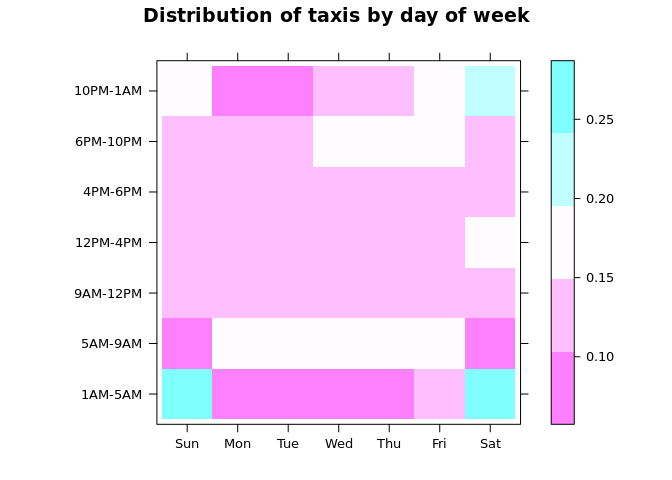 Distribution of taxis by day of week
10PM-1AM
6PM-10PM
4PM-6PM
12PM-4PM
9AM-12PM
5AM-9AM
1AM-5AM
Sun Mon Tue Wed Thu Fri Sat
0.25
0.20
0.15
0.10